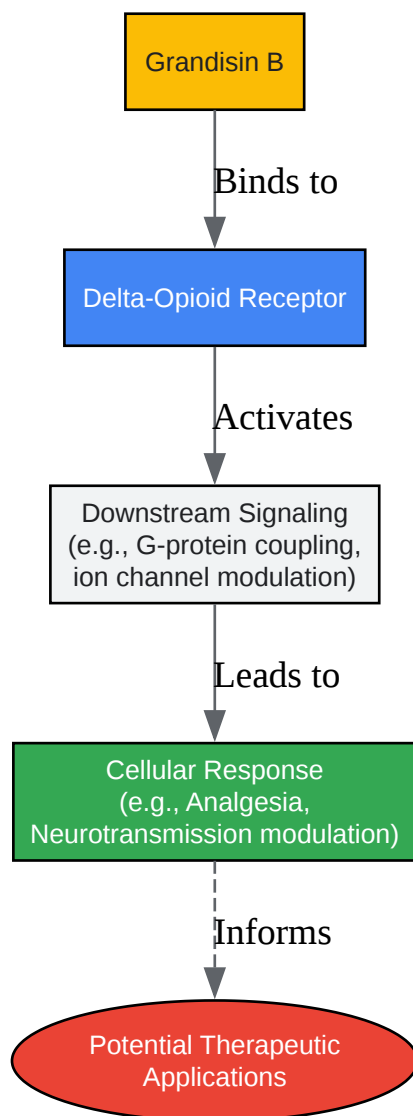 Grandisin B
Binds to
Delta-Opioid Receptor
Activates
Downstream Signaling
(e.g., G-protein coupling,
ion channel modulation)
Leads to
Cellular Response
(e.g., Analgesia,
Neurotransmission modulation)
Informs
Potential Therapeutic
Applications